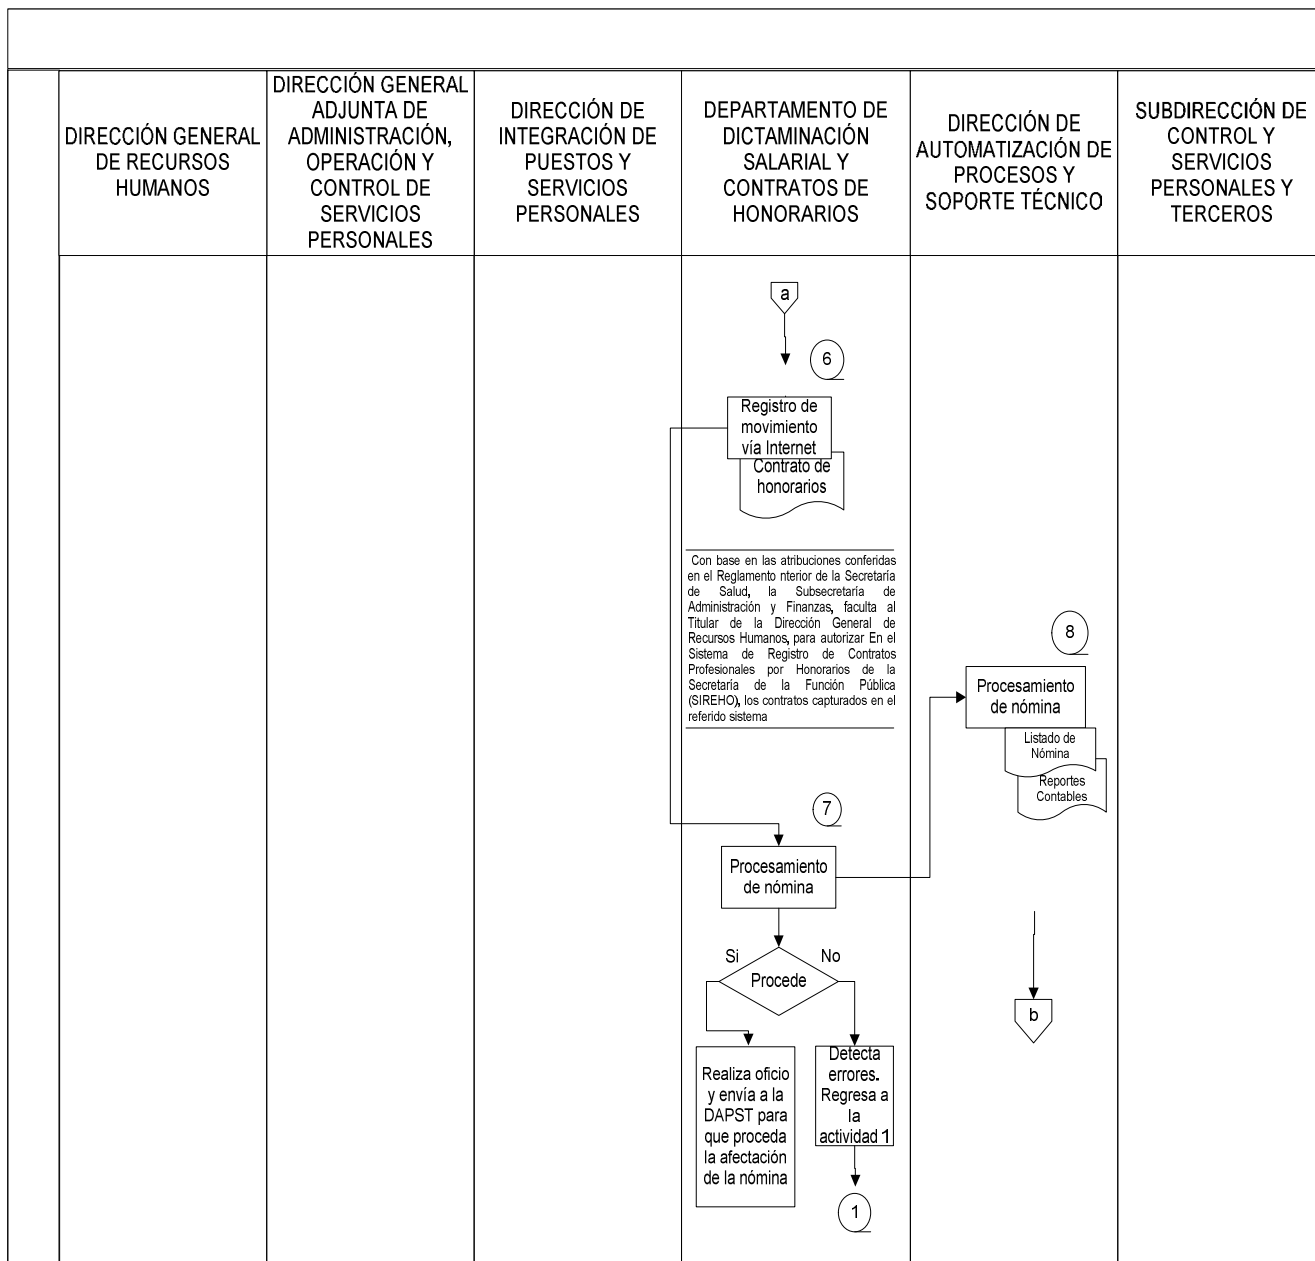 DIRECCIÓN GENERAL
DE RECURSOS
HUMANOS
DIRECCIÓN GENERAL
ADJUNTA DE
ADMINISTRACIÓN,
OPERACIÓN Y
CONTROL DE
SERVICIOS
PERSONALES
DIRECCIÓN DE
INTEGRACIÓN DE
PUESTOS Y
SERVICIOS
PERSONALES
DEPARTAMENTO DE
DICTAMINACIÓN
SALARIAL Y
CONTRATOS DE
HONORARIOS
DIRECCIÓN DE
AUTOMATIZACIÓN DE
PROCESOS Y
SOPORTE TÉCNICO
SUBDIRECCIÓN DE
CONTROL Y
SERVICIOS
PERSONALES Y
TERCEROS
a
6
Registro de
movimiento
vía Internet
Contrato de
honorarios
Con base en las atribuciones conferidas
en el Reglamento nterior de la Secretaría
de Salud, la Subsecretaría de
Administración y Finanzas, faculta al
Titular de la Dirección General de
Recursos Humanos, para autorizar En el
Sistema de Registro de Contratos
Profesionales por Honorarios de la
Secretaría de la Función Pública
(SIREHO), los contratos capturados en el
referido sistema
8
Procesamiento
de nómina
Listado de
Nómina
Reportes
Contables
7
Procesamiento
de nómina
Si
No
Procede
b
Realiza oficio
y envía a la
DAPST para
que proceda
la afectación
de la nómina
Detecta
errores.
Regresa a
la
actividad 1
1